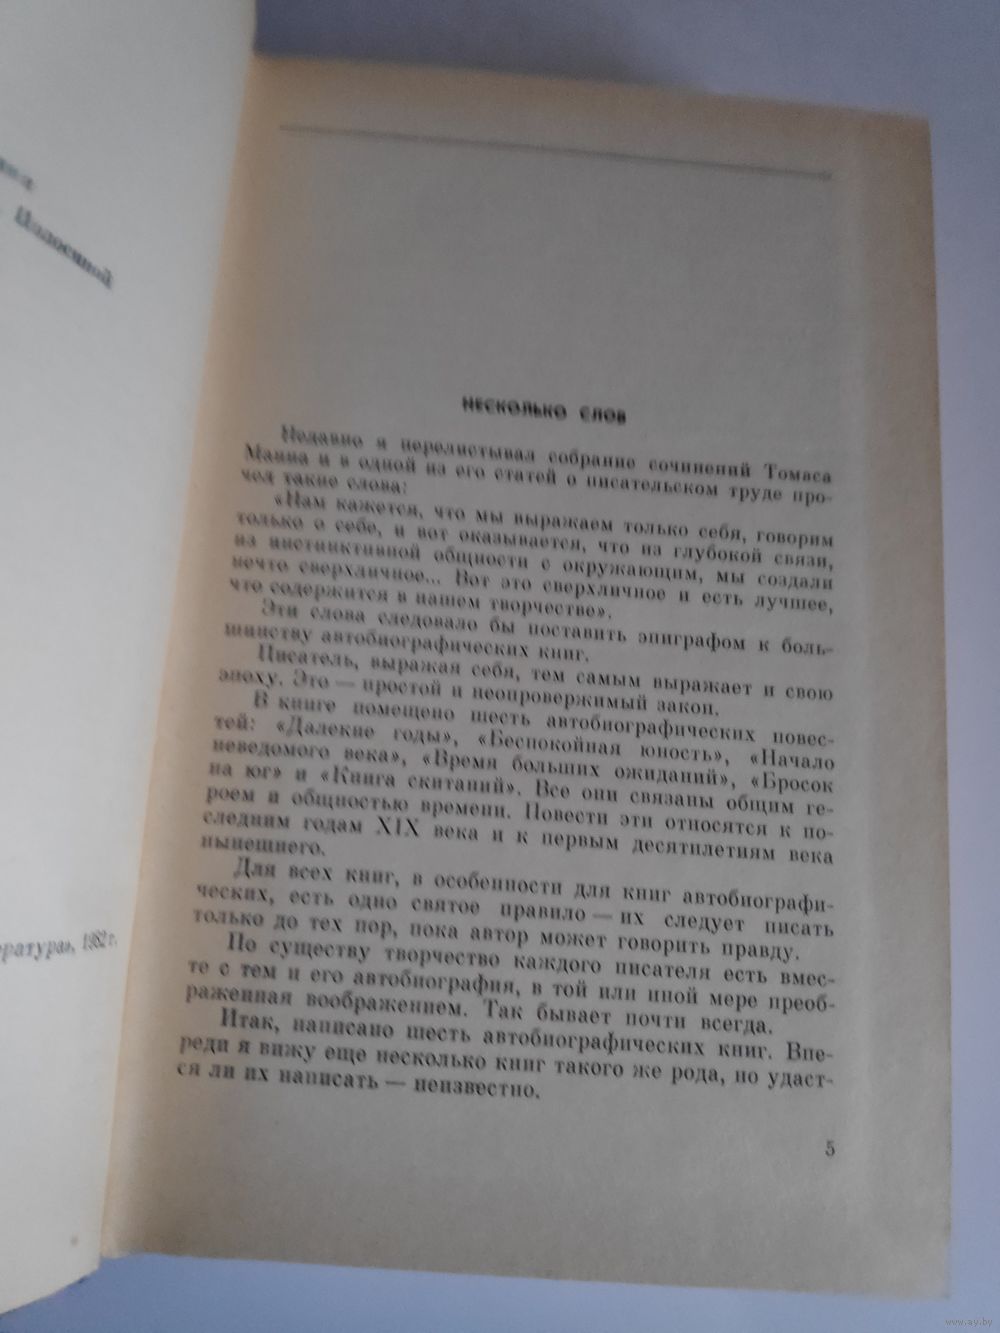 Плдосиной
ература», 1982 г.
НЕСКОЛЬКО СЛОВ
Недавно я перелистывал собрание сочинений Томаса
Манна и в одной из его статей о писательском труде про-
чел такие слова:
«Нам кажется, что мы выражаем только себя, говорим
только о себе, и вот оказывается, что из глубокой связи,
из инстинктивной общности с окружающим, мы создали
нечто сверхличное... Вот это сверхличное и есть лучшее,
что содержится в нашем творчестве».
Эти слова следовало бы поставить эпиграфом к боль-
шинству автобиографических книг.
Писатель, выражая себя, тем самым выражает и свою
эпоху. Это — простой и неопровержимый закон.
В книге помещено шесть автобиографических повес-
тей: «Далекие годы», «Беспокойная юность», «Начало
неведомого века», «Время больших ожиданий», «Бросок
на юг» и «Книга скитаний». Все они связаны общим ге-
роем и общностью времени. Повести эти относятся к по-
следним годам XIX века и к первым десятилетиям века
нынешнего.
Для всех книг, в особенности для книг автобиографи-
ческих, есть одно святое правило — их следует писать
только до тех пор, пока автор может говорить правду.
По существу творчество каждого писателя есть вмес-
те с тем и его автобиография, в той или иной мере преоб-
раженная воображением. Так бывает почти всегда.
Итак, написано шесть автобиографических книг. Впе-
реди я вижу еще несколько книг такого же рода, но удаст-
ся ли их написать — неизвестно.
5
www.ay.by